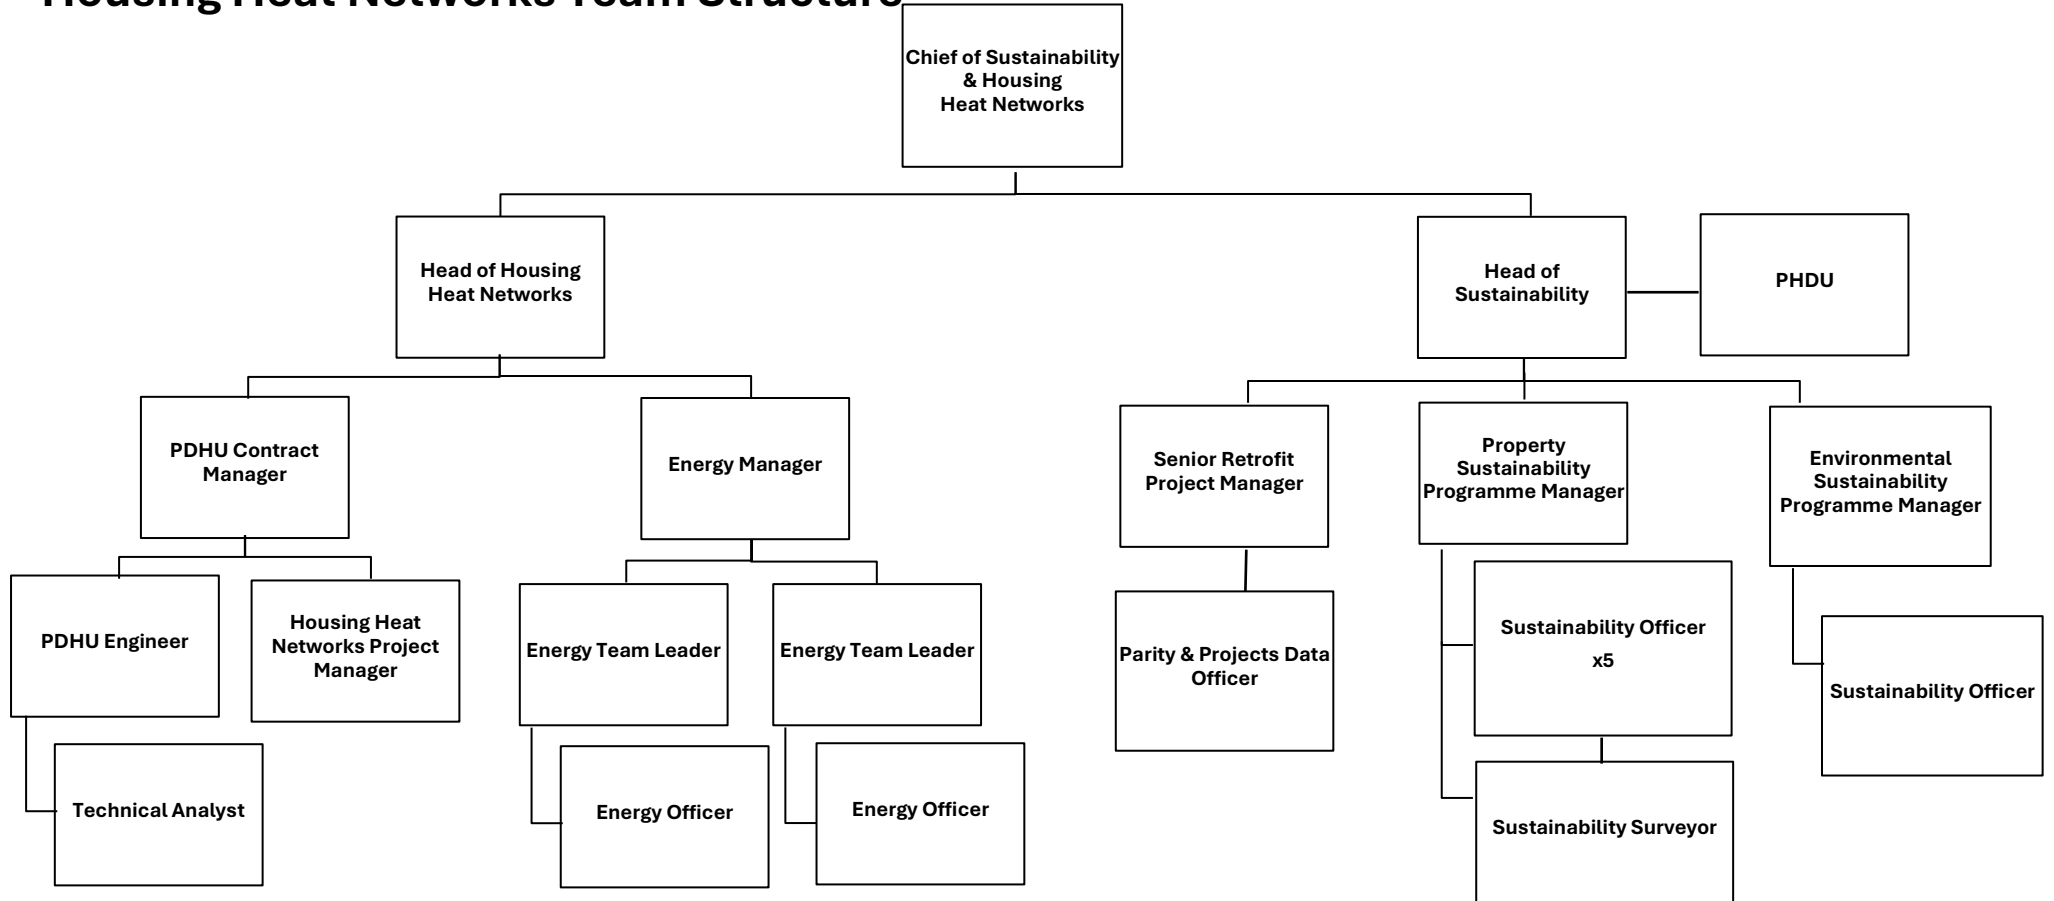 Housing Heat Networks Team Structure
Chief of Sustainability
& Housing
Heat Networks
Head of Housing
Heat Networks
Head of
Sustainability
PHDU
PDHU Contract
Manager
Energy Manager
Senior Retrofit
Project Manager
Property
Sustainability
Programme Manager
Environmental
Sustainability
Programme Manager
PDHU Engineer
Housing Heat
Networks Project
Manager
Energy Team Leader
Energy Team Leader
Parity & Projects Data
Officer
Sustainability Officer
x5
Sustainability Officer
Technical Analyst
Energy Officer
Energy Officer
Sustainability Surveyor